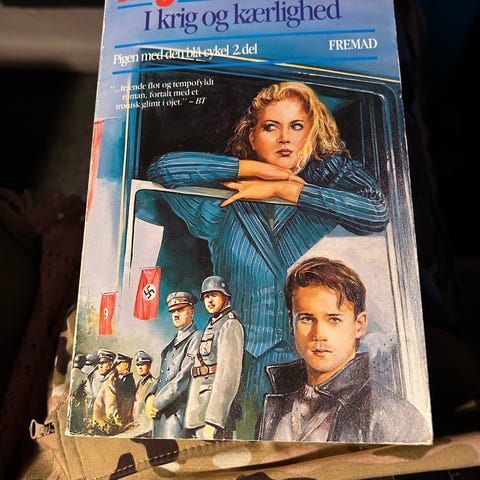 I krig og kærlighed
Pigen med den blå cykel 2. del
FREMAD
"...fejende flot og tempofyldt
roman, fortalt med et
ironisk glimt i øjet." – BT